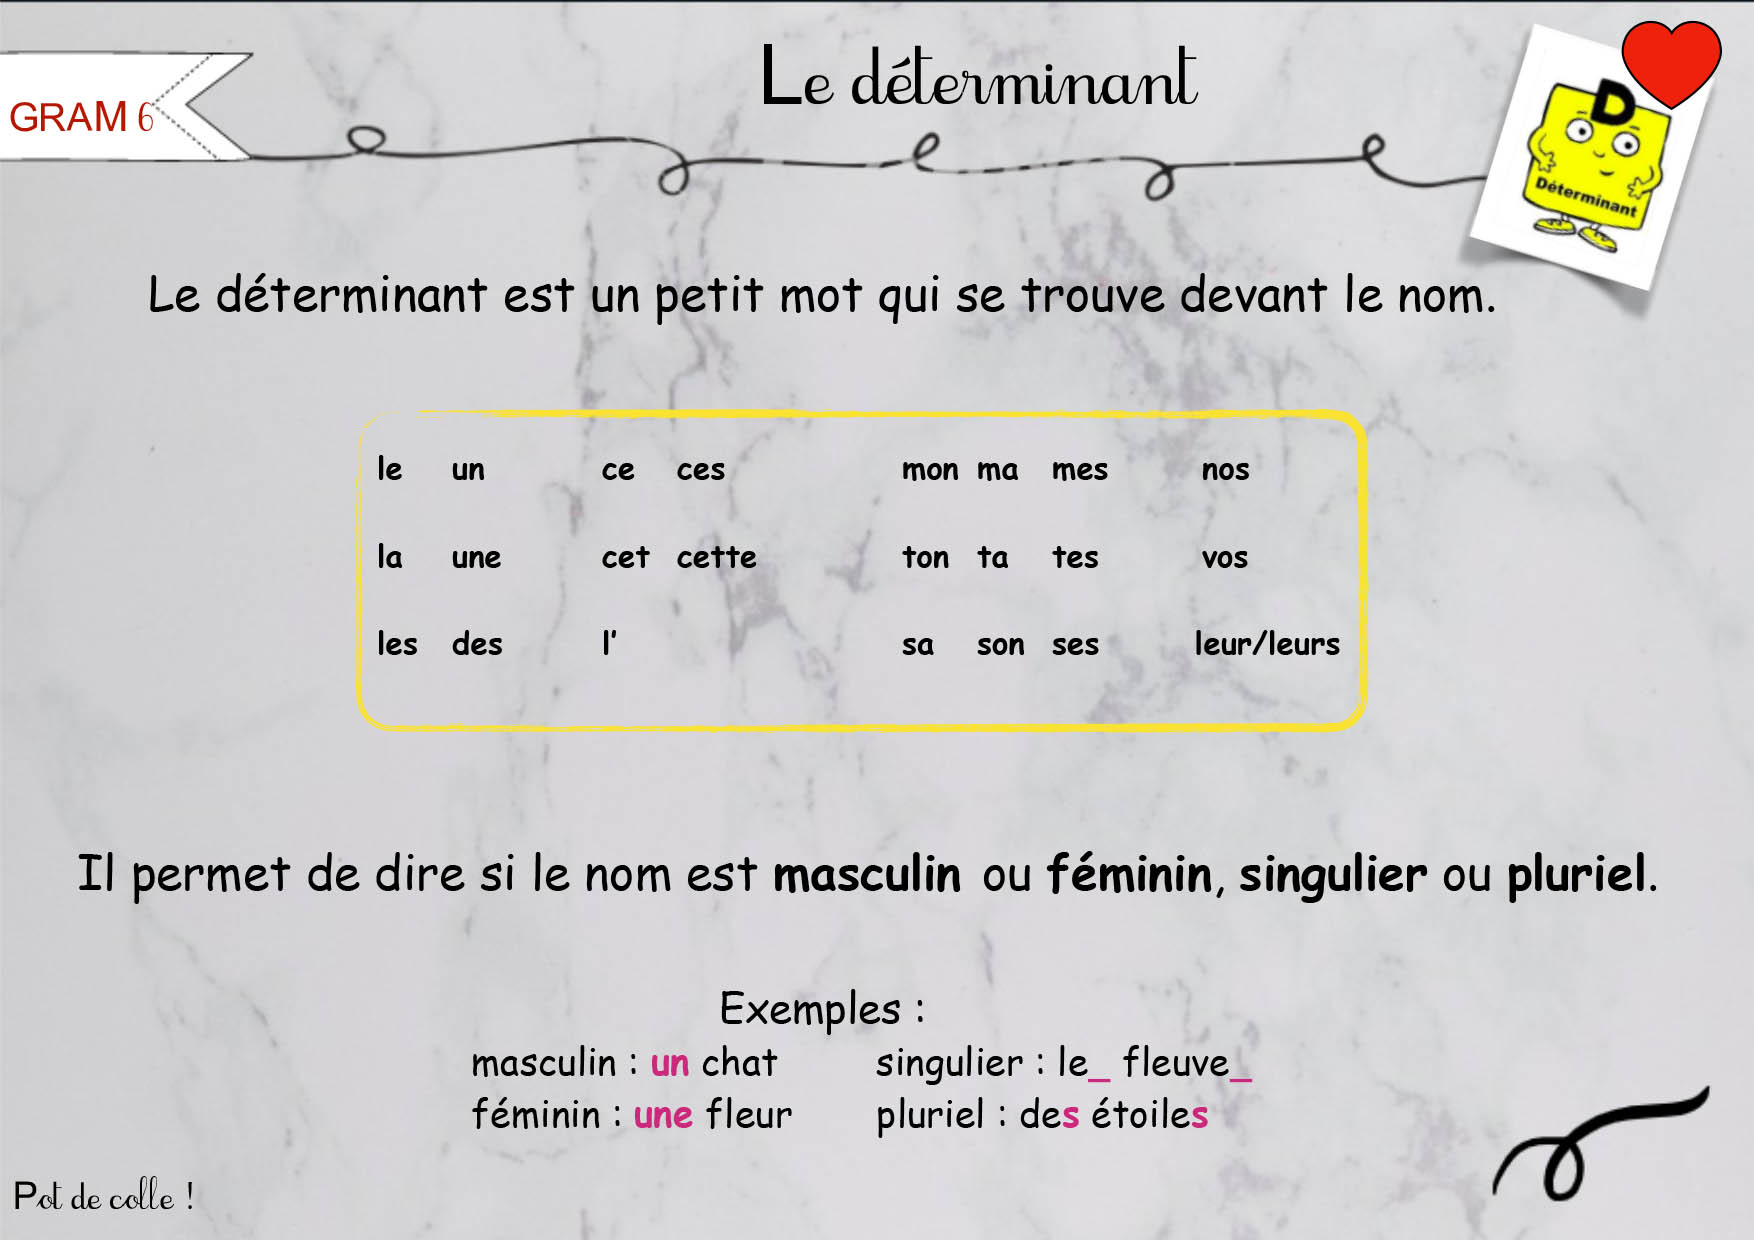 Le déterminant
GRAM 6
D
Déterminant
Le déterminant est un petit mot qui se trouve devant le nom.
le un ce ces mon ma mes nos
la une cet cette ton ta tes vos
les des l’ sa son ses leur/leurs
Il permet de dire si le nom est masculin ou féminin, singulier ou pluriel.
Exemples :
masculin : un chat singulier : le_ fleuve_
féminin : une fleur pluriel : des étoiles
Pot de colle !